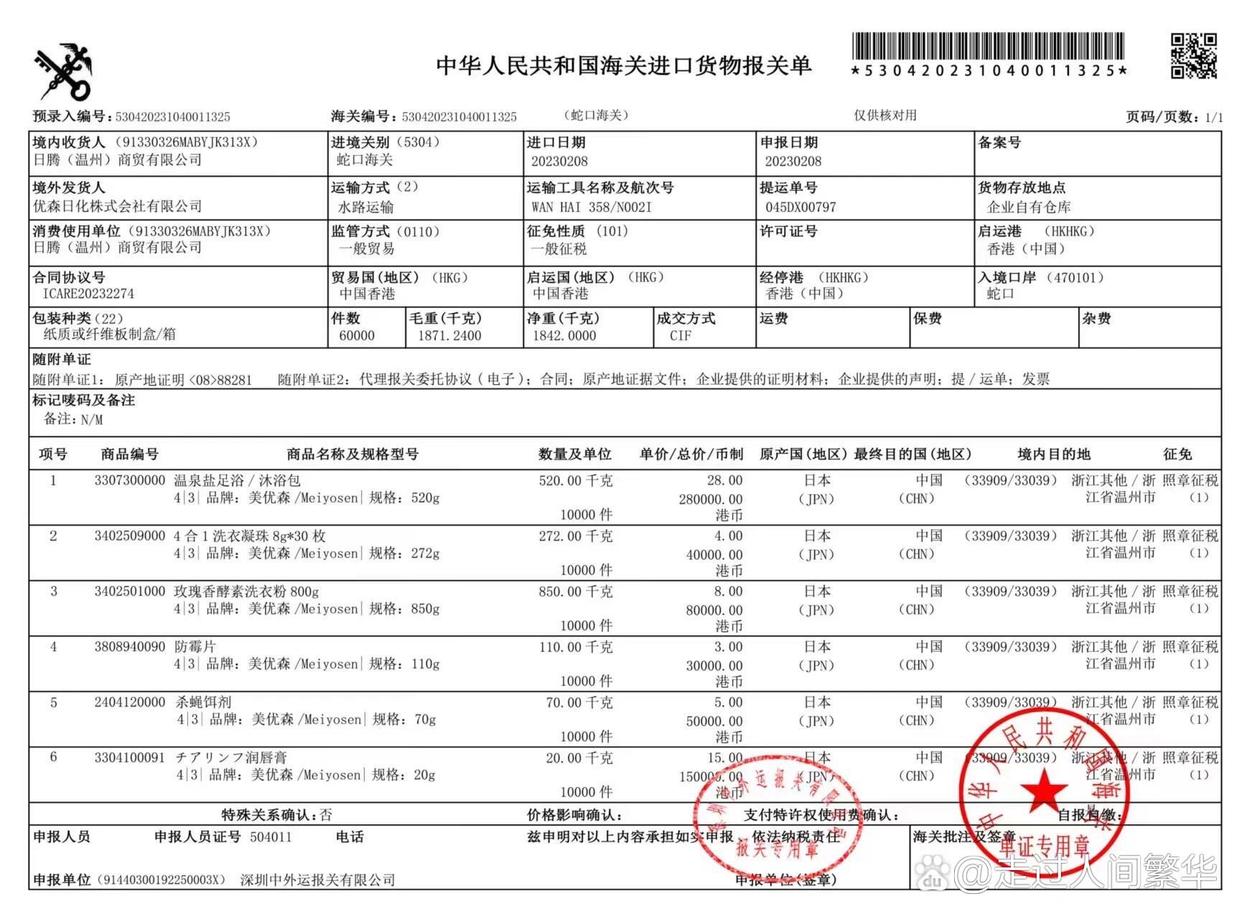 中华人民共和国海关进口货物报关单
*530420231040011325*
预录入编号:530420231040011325 海关编号:530420231040011325 (蛇口海关) 仅供核对用 页码/页数:1/1
境内收货人(91330326MABYJK313X) 进境关别(5304) 进口日期 申报日期 备案号
日腾(温州)商贸有限公司 蛇口海关 20230208 20230208
境外发货人 运输方式(2) 运输工具名称及航次号 提运单号 货物存放地点
优森日化株式会社有限公司 水路运输 WAN HAI 358/N002I 045DX00797 企业自有仓库
消费使用单位(91330326MABYJK313X) 监管方式(0110) 征免性质(101) 许可证号 启运港(HKHKG)
日腾(温州)商贸有限公司 一般贸易 一般征税 香港(中国)
合同协议号 贸易国(地区)(HKG) 启运国(地区)(HKG) 经停港(HKHKG) 入境口岸(470101)
ICARE20232274 中国香港 中国香港 香港(中国) 蛇口
包装种类(22) 件数 毛重(千克) 净重(千克) 成交方式 运费 保费 杂费
纸质或纤维板制盒/箱 60000 1871.2400 1842.0000 CIF
随附单证
随附单证1: 原产地证明<08>88281 随附单证2: 代理报关委托协议(电子); 合同; 原产地证据文件; 企业提供的证明材料; 企业提供的声明; 提/运单; 发票
标记唛码及备注
备注: N/M
项号 商品编号 商品名称及规格型号 数量及单位 单价/总价/币制 原产国(地区) 最终目的国(地区) 境内目的地 征免
1 3307300000 温泉盐足浴/沐浴包 520.00千克 28.00 日本 中国 (33909/33039) 浙江其他/浙 照章征税
4|3| 品牌: 美优森/Meiyosen| 规格: 520g 280000.00 (JPN) (CHN) 江省温州市 (1)
10000件 港币
2 3402509000 4合1洗衣凝珠8g*30枚 272.00千克 4.00 日本 中国 (33909/33039) 浙江其他/浙 照章征税
4|3| 品牌: 美优森/Meiyosen| 规格: 272g 40000.00 (JPN) (CHN) 江省温州市 (1)
10000件 港币
3 3402501000 玫瑰香酵素洗衣粉800g 850.00千克 8.00 日本 中国 (33909/33039) 浙江其他/浙 照章征税
4|3| 品牌: 美优森/Meiyosen| 规格: 850g 80000.00 (JPN) (CHN) 江省温州市 (1)
10000件 港币
4 3808940090 防霉片 110.00千克 3.00 日本 中国 (33909/33039) 浙江其他/浙 照章征税
4|3| 品牌: 美优森/Meiyosen| 规格: 110g 30000.00 (JPN) (CHN) 江省温州市 (1)
10000件 港币
5 2404120000 杀蝇饵剂 70.00千克 5.00 日本 中国 (33909/33039) 浙江其他/浙 照章征税
4|3| 品牌: 美优森/Meiyosen| 规格: 70g 50000.00 (JPN) (CHN) 江省温州市 (1)
10000件 港币
6 3304100091 チアリンフ润唇膏 20.00千克 15.00 日本 中国 (33909/33039) 浙江其他/浙 照章征税
4|3| 品牌: 美优森/Meiyosen| 规格: 20g 150000.00 (JPN) (CHN) 江省温州市 (1)
10000件 港币
特殊关系确认:否 价格影响确认: 支付特许权使用费确认: 自报自缴:
申报人员 申报人员证号 504011 电话 兹申明对以上内容承担如实申报、依法纳税责任 海关批注及签章
申报单位(91440300192250003X) 深圳中外运报关有限公司 申报单位(签章)
报关专用章
中华人民共和国海关
单证专用章
du @走过人间繁华